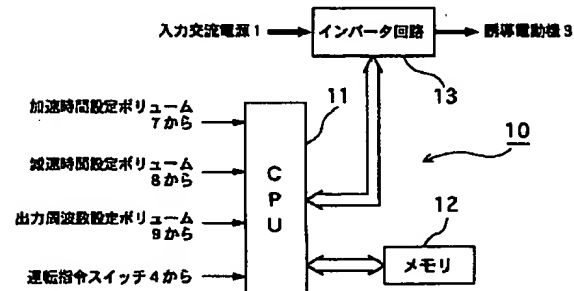 入力交流電源1
インバータ回路
誘導電動機3
13
加速時間設定ボリューム
7から
11
10
減速時間設定ボリューム
8から
CPU
出力周波数設定ボリューム
9から
12
メモリ
運転指令スイッチ4から